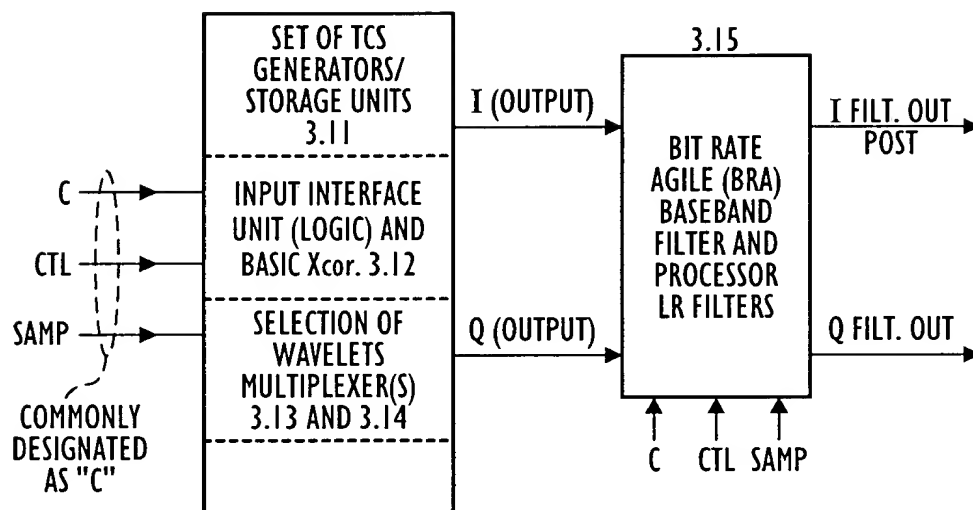 SET OF TCS
GENERATORS/
STORAGE UNITS
3.11
INPUT INTERFACE
UNIT (LOGIC) AND
BASIC Xcor. 3.12
SELECTION OF
WAVELETS
MULTIPLEXER(S)
3.13 AND 3.14
C
CTL
SAMP
COMMONLY
DESIGNATED
AS "C"
I (OUTPUT)
Q (OUTPUT)
3.15
BIT RATE
AGILE (BRA)
BASEBAND
FILTER AND
PROCESSOR
LR FILTERS
I FILT. OUT
POST
Q FILT. OUT
C CTL SAMP